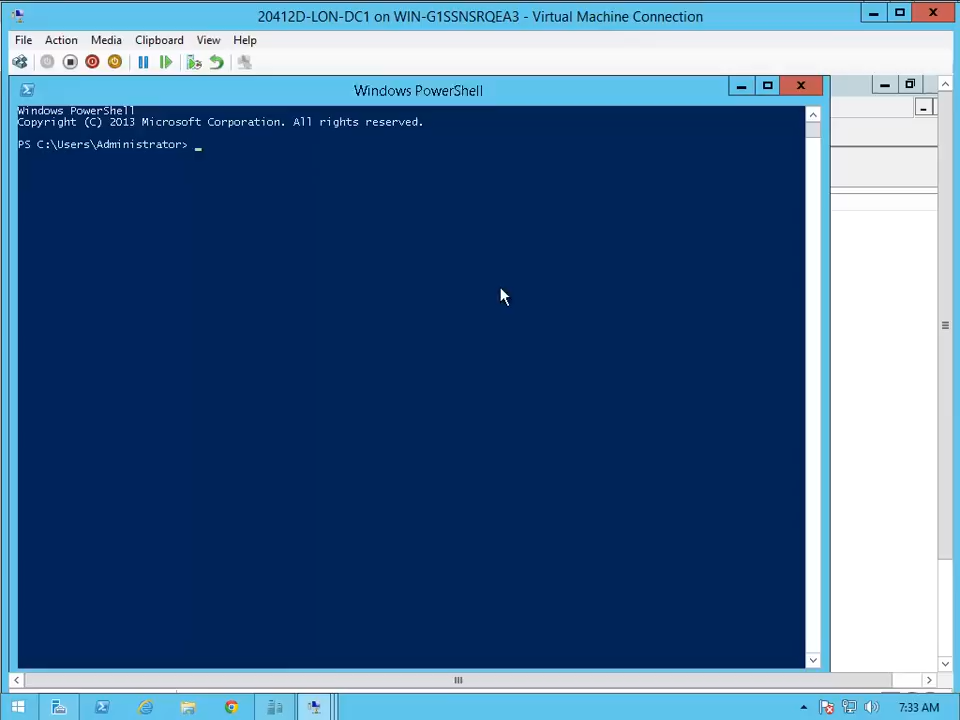 20412D-LON-DC1 on WIN-G1SSNSRQEA3 - Virtual Machine Connection
File Action Media Clipboard View Help
Windows PowerShell
Windows PowerShell
Copyright (C) 2013 Microsoft Corporation. All rights reserved.
PS C:\Users\Administrator> _
7:33 AM